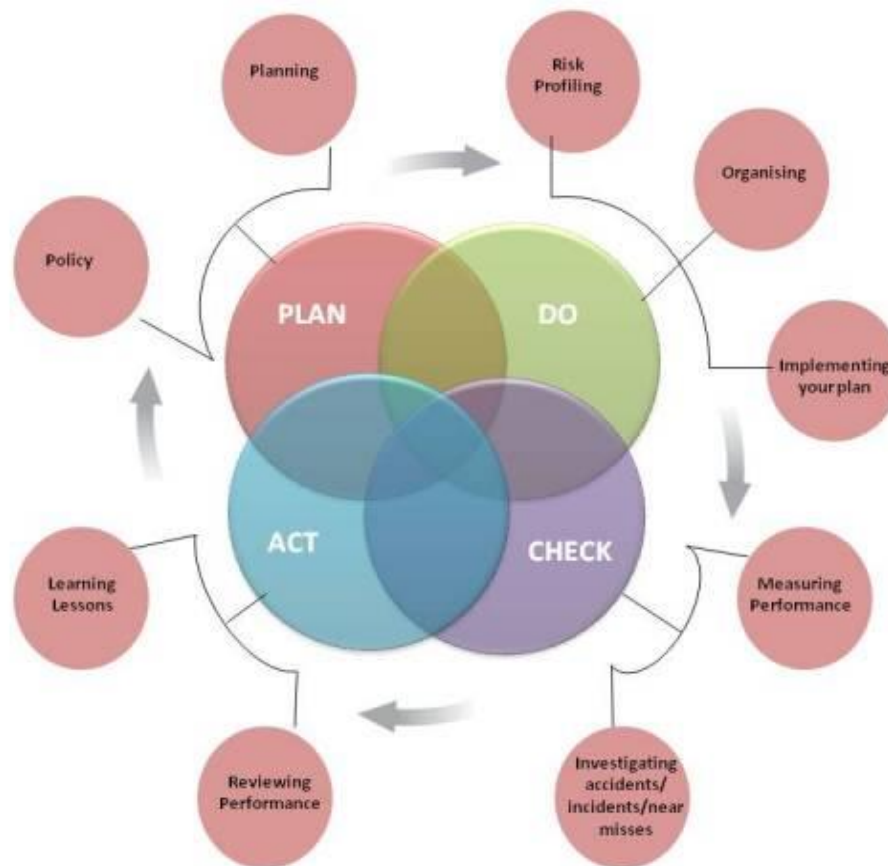 Planning
Risk
Profiling
Organising
Policy
PLAN
DO
Implementing
your plan
ACT
CHECK
Learning
Lessons
Measuring
Performance
Reviewing
Performance
Investigating
accidents/
incidents/near
misses